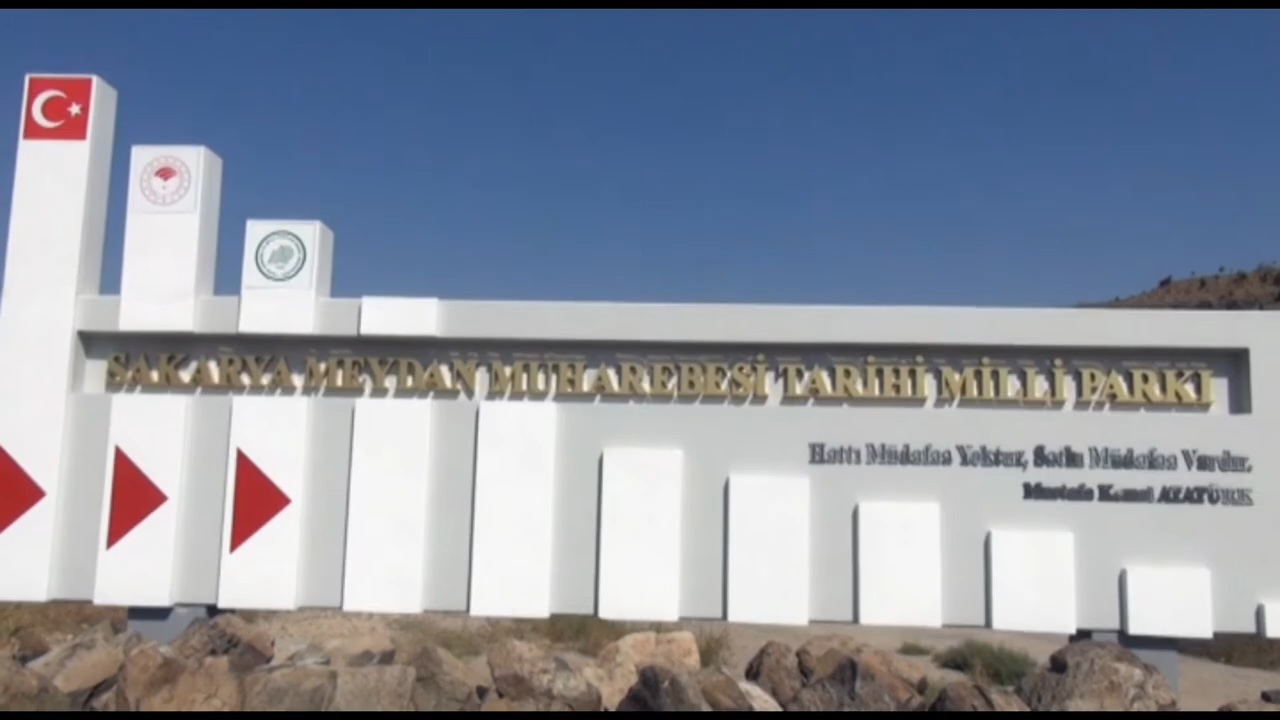 SAKARYA MEYDAN MUHAREBESİ TARİHİ MİLLİ PARKI
Hattı Müdafaa Yoktur, Sathı Müdafaa Vardır.
Mustafa Kemal ATATÜRK